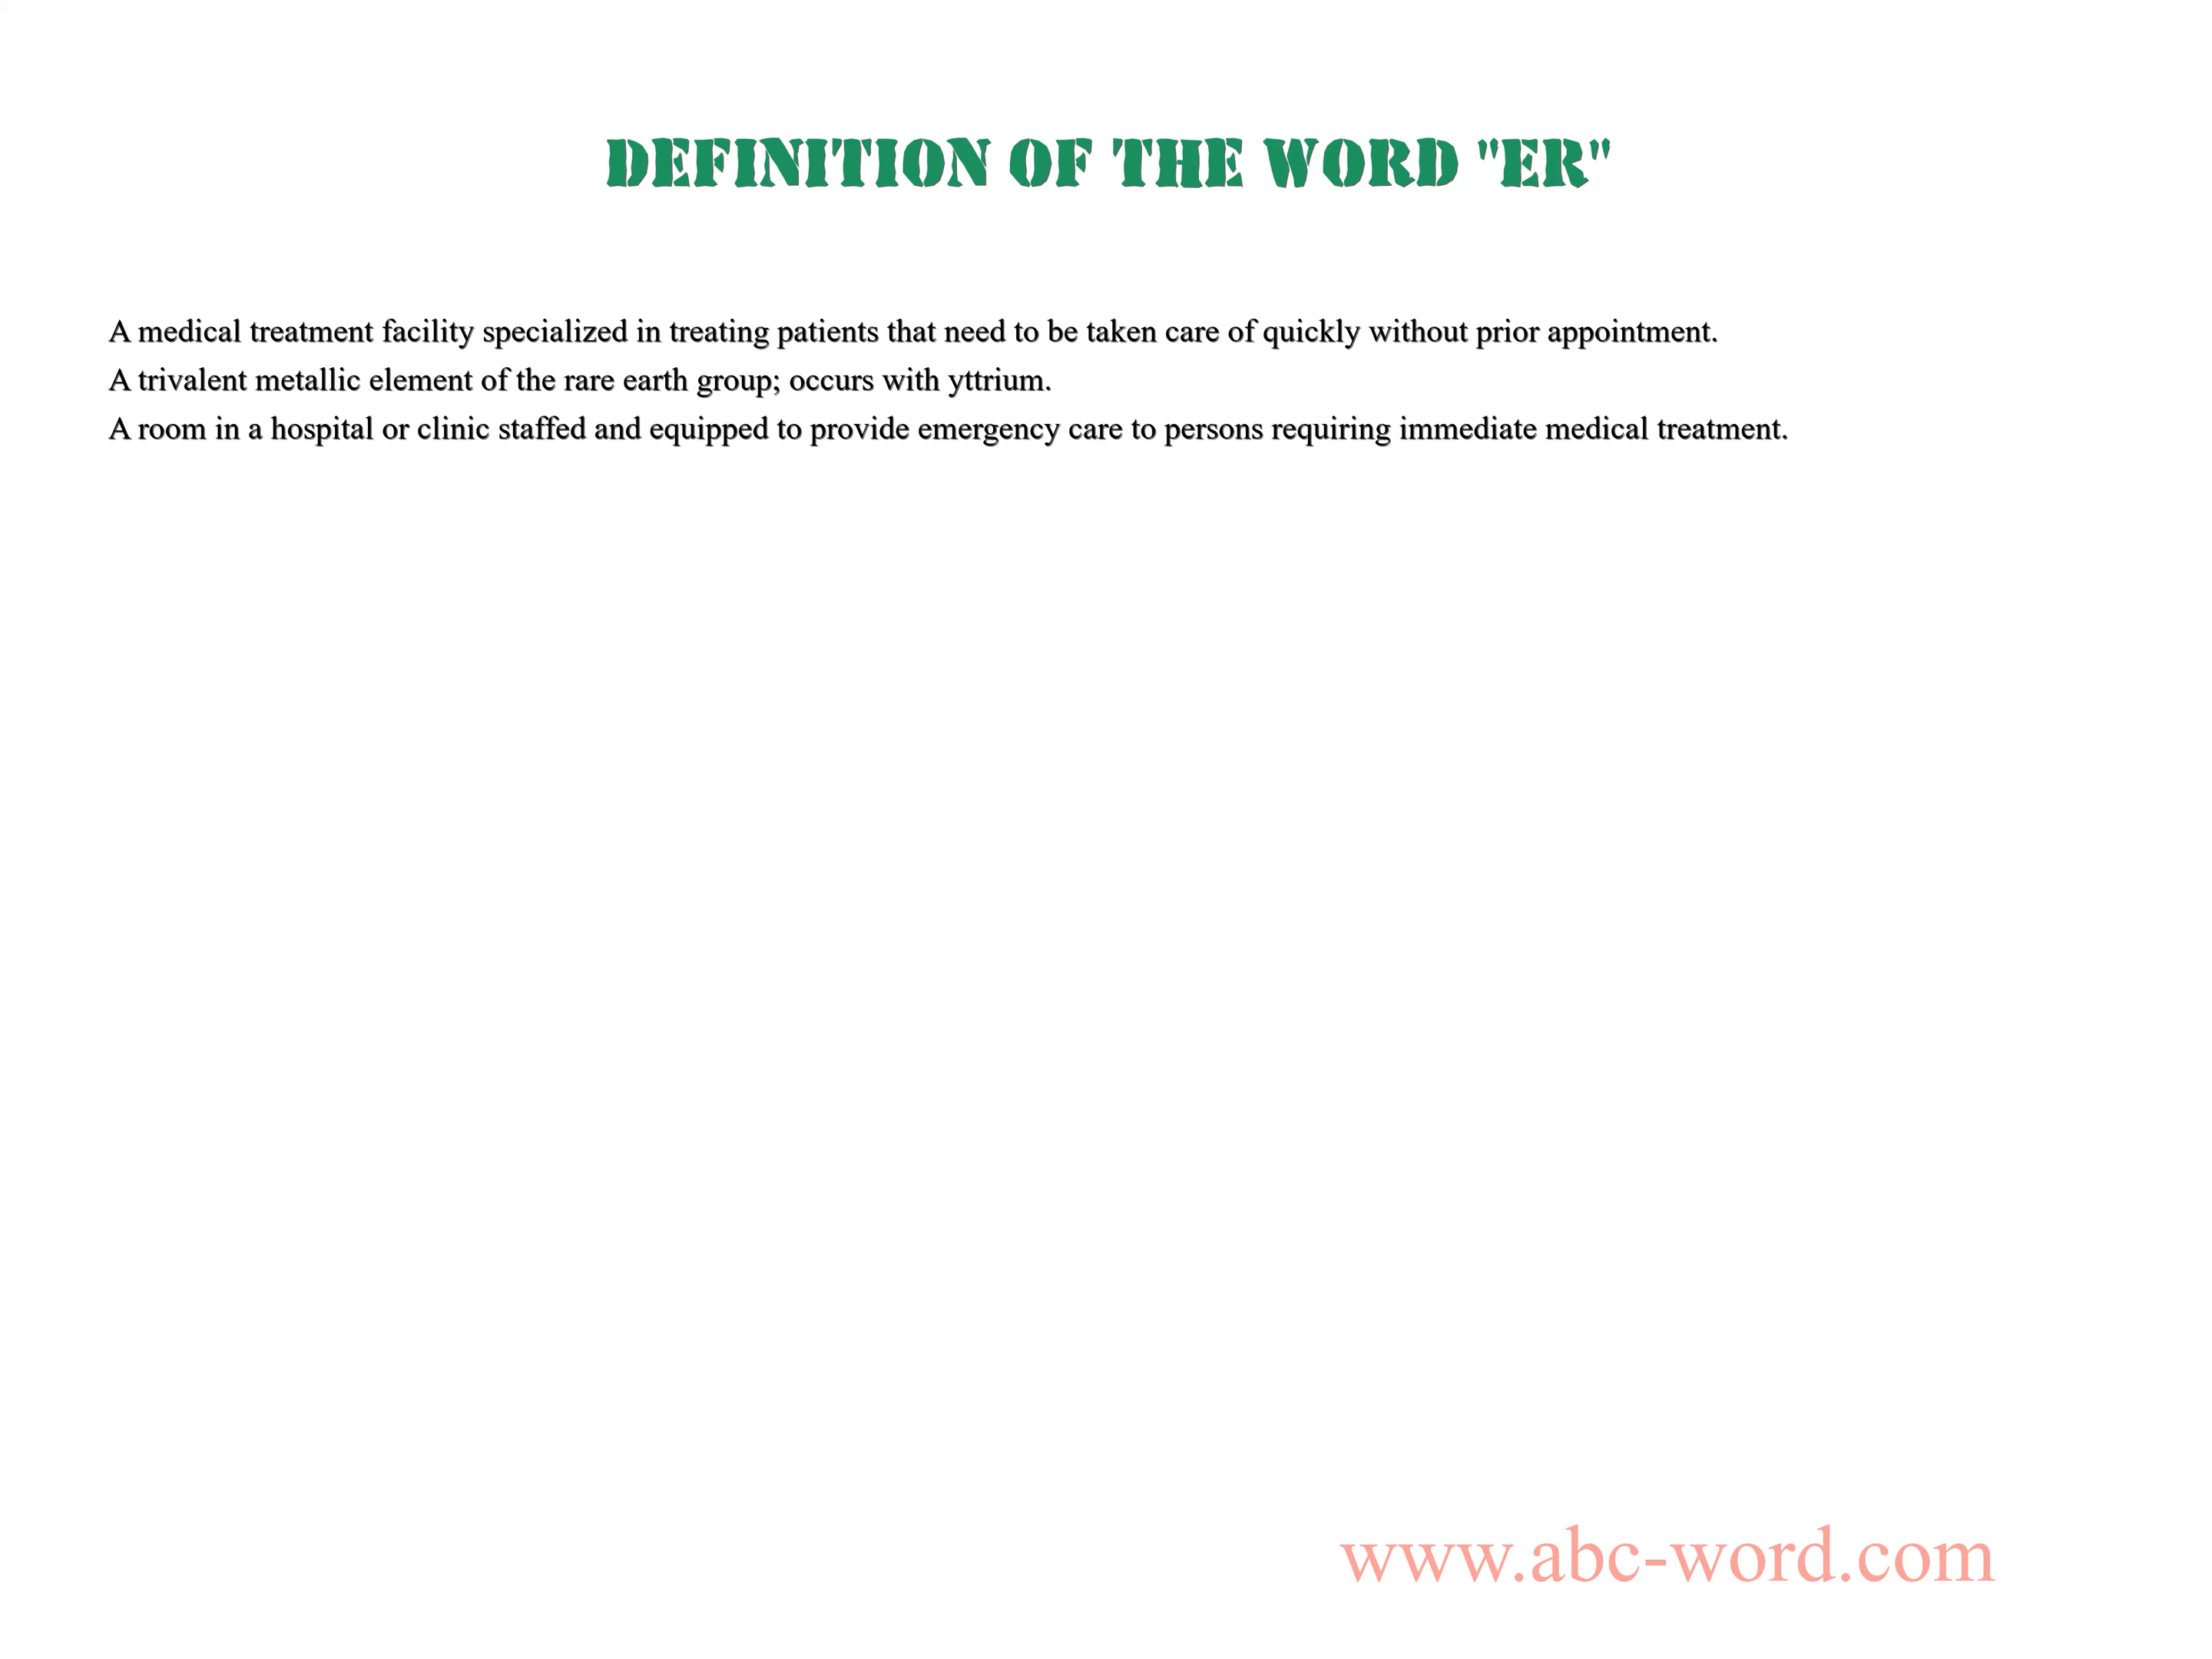 DEFINITION OF THE WORD "ER"
A medical treatment facility specialized in treating patients that need to be taken care of quickly without prior appointment.
A trivalent metallic element of the rare earth group; occurs with yttrium.
A room in a hospital or clinic staffed and equipped to provide emergency care to persons requiring immediate medical treatment.
www.abc-word.com